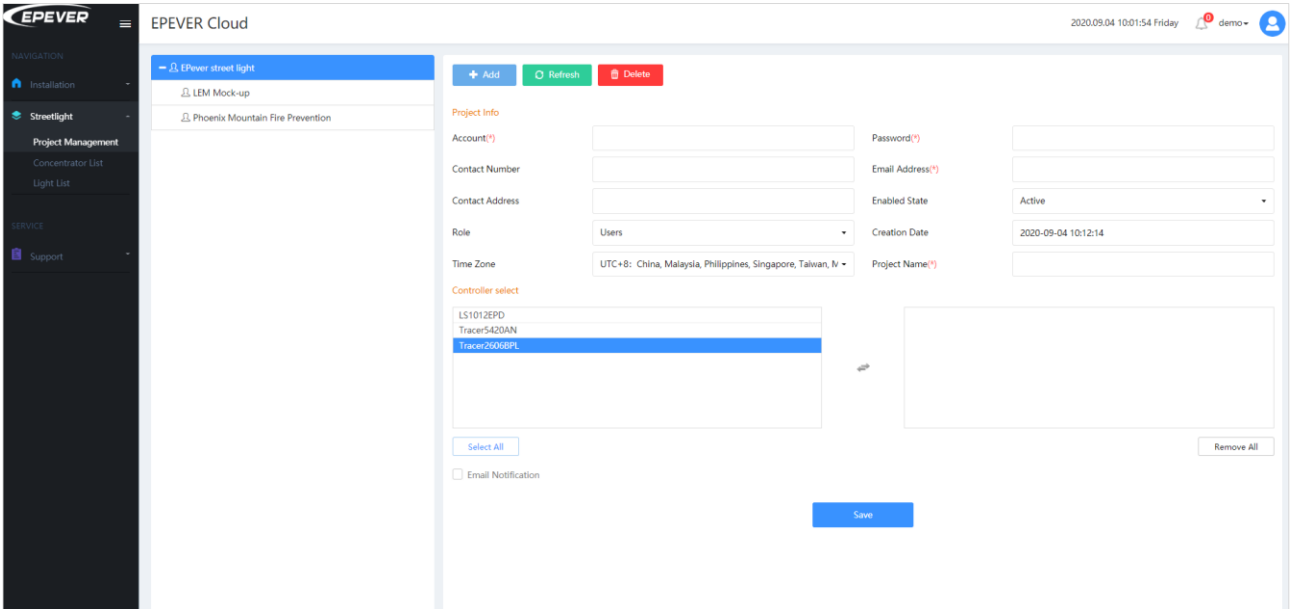 EPEVER
EPEVER Cloud
2020.09.04 10:01:54 Friday
0
demo
NAVIGATION
Installation
Streetlight
Project Management
Concentrator List
Light List
SERVICE
Support
EPever street light
LEM Mock-up
Phoenix Mountain Fire Prevention
Add
Refresh
Delete
Project Info
Account(*)
Password(*)
Contact Number
Email Address(*)
Contact Address
Enabled State
Active
Role
Users
Creation Date
2020-09-04 10:12:14
Time Zone
UTC+8: China, Malaysia, Philippines, Singapore, Taiwan,
Project Name(*)
Controller select
LS1012EPD
Tracer5420AN
Tracer2606BPL
Select All
Remove All
Email Notification
Save